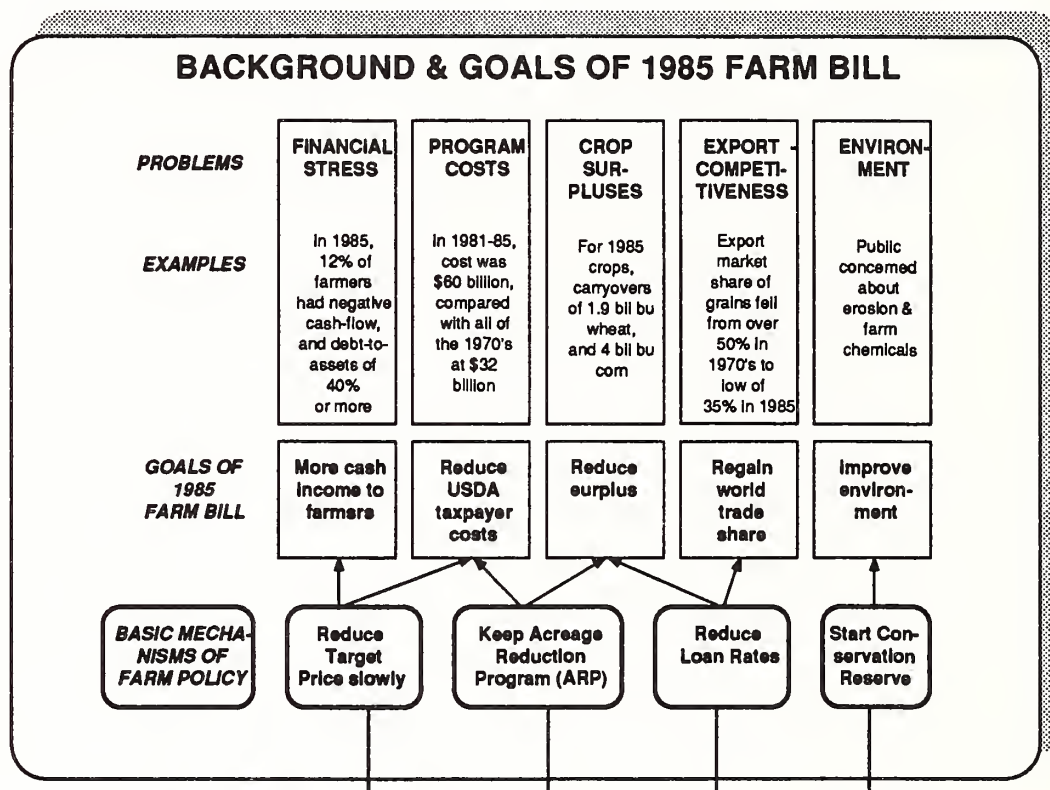 BACKGROUND & GOALS OF 1985 FARM BILL
PROBLEMS
FINANCIAL
STRESS
PROGRAM
COSTS
CROP
SUR-
PLUSES
EXPORT -
COMPETI-
TIVENESS
ENVIRON-
MENT
EXAMPLES
In 1985,
12% of
farmers
had negative
cash-flow,
and debt-to-
assets of
40%
or more
In 1981-85,
cost was
$60 billion,
compared
with all of
the 1970's
at $32
billion
For 1985
crops,
carryovers
of 1.9 bil bu
wheat,
and 4 bil bu
corn
Export
market
share of
grains fell
from over
50% in
1970's to
low of
35% in 1985
Public
concerned
about
erosion &
farm
chemicals
GOALS OF
1985
FARM BILL
More cash
income to
farmers
Reduce
USDA
taxpayer
costs
Reduce
surplus
Regain
world
trade
share
Improve
environ-
ment
BASIC MECHA-
NISMS OF
FARM POLICY
Reduce
Target
Price slowly
Keep Acreage
Reduction
Program (ARP)
Reduce
Loan Rates
Start Con-
servation
Reserve